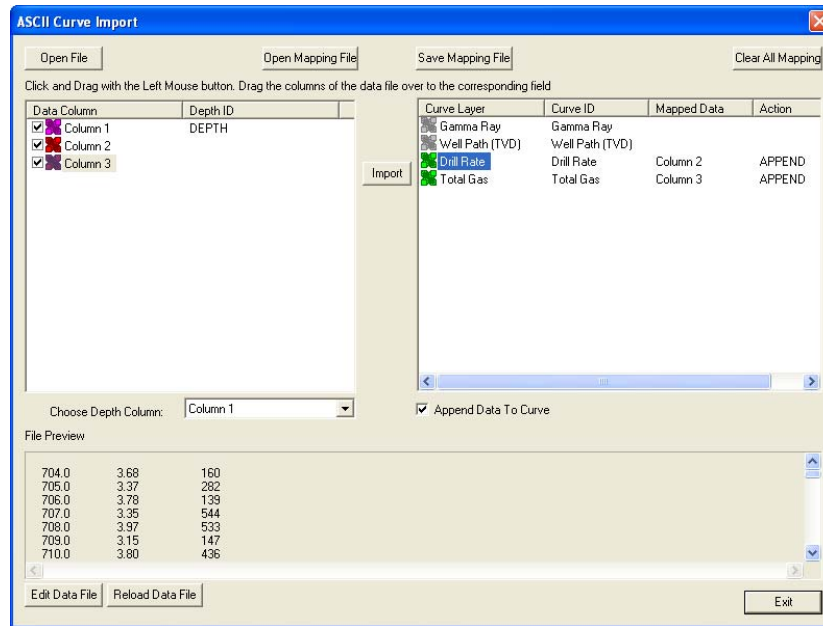 ASCII Curve Import
Open File Open Mapping File Save Mapping File Clear All Mapping
Click and Drag with the Left Mouse button. Drag the columns of the data file over to the corresponding field
Data Column Depth ID
Column 1 DEPTH
Column 2
Column 3
Import
Curve Layer Curve ID Mapped Data Action
Gamma Ray Gamma Ray
Well Path (TVD) Well Path (TVD)
Drill Rate Drill Rate Column 2 APPEND
Total Gas Total Gas Column 3 APPEND
Choose Depth Column: Column 1
Append Data To Curve
File Preview
704.0 3.68 160
705.0 3.37 282
706.0 3.78 139
707.0 3.35 544
708.0 3.97 533
709.0 3.15 147
710.0 3.80 436
Edit Data File Reload Data File
Exit